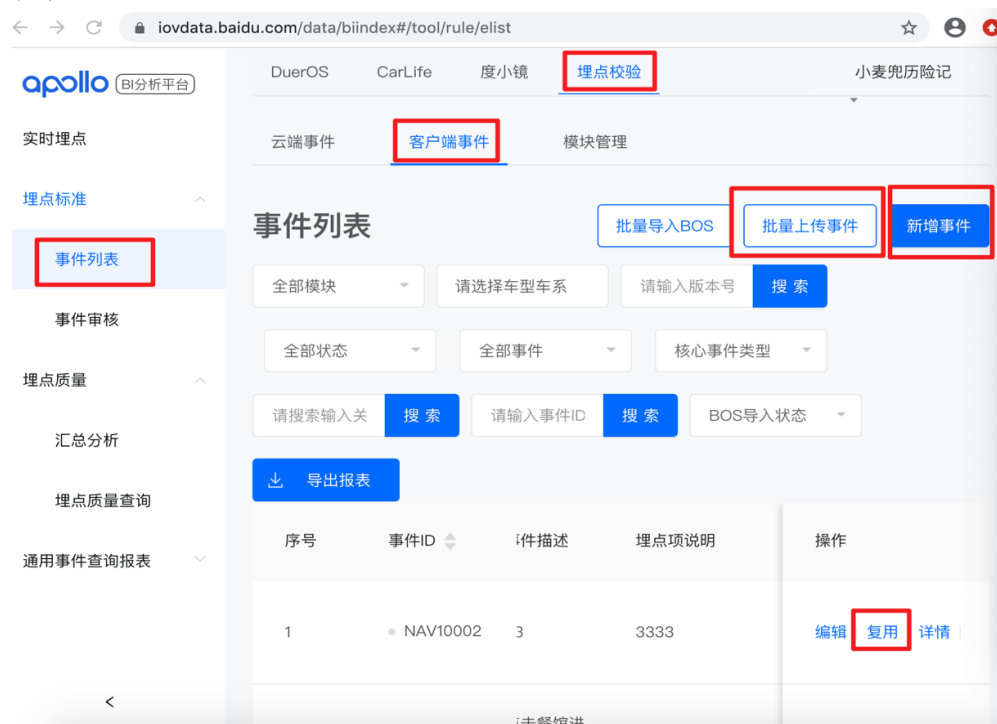 iovdata.baidu.com/data/biindex#/tool/rule/elist
apollo BI分析平台
DuerOS CarLife 度小镜 埋点校验 小麦兜历险记
实时埋点
云端事件 客户端事件 模块管理
埋点标准
事件列表 批量导入BOS 批量上传事件 新增事件
事件列表
全部模块 请选择车型车系 请输入版本号 搜索
事件审核
全部状态 全部事件 核心事件类型
埋点质量
请搜索输入关 搜索 请输入事件ID 搜索 BOS导入状态
汇总分析
导出报表
埋点质量查询
序号 事件ID 件描述 埋点项说明 操作
通用事件查询报表
1 NAV10002 3 3333 编辑 复用 详情